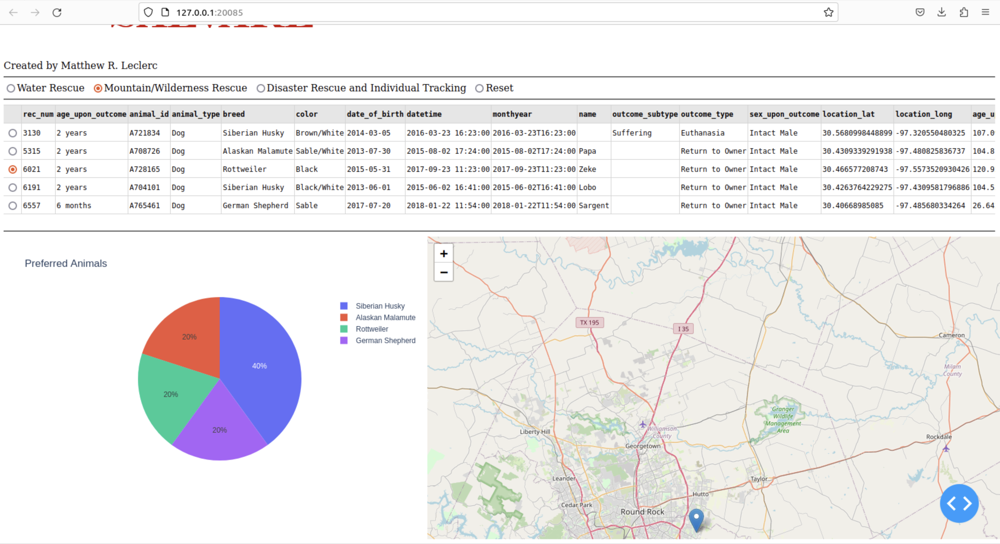 127.0.0.1:20085
Created by Matthew R. Leclerc
Water Rescue Mountain/Wilderness Rescue Disaster Rescue and Individual Tracking Reset
rec_num age_upon_outcome animal_id animal_type breed color date_of_birth datetime monthyear name outcome_subtype outcome_type sex_upon_outcome location_lat location_long
3130 2 years A721834 Dog Siberian Husky Brown/White 2014-03-05 2016-03-23 16:23:00 2016-03-23T16:23:00 Suffering Euthanasia Intact Male 30.5680998448899 -97.320550480325 107.0
5315 2 years A708726 Dog Alaskan Malamute Sable/White 2013-07-30 2015-08-02 17:24:00 2015-08-02T17:24:00 Papa Return to Owner Intact Male 30.4309339291938 -97.480825836737 104.8
6021 2 years A728165 Dog Rottweiler Black 2015-05-31 2017-09-23 11:23:00 2017-09-23T11:23:00 Zeke Return to Owner Intact Male 30.466577208743 -97.5573520930426 120.9
6191 2 years A704101 Dog Siberian Husky Black/White 2013-06-01 2015-06-02 16:41:00 2015-06-02T16:41:00 Lobo Return to Owner Intact Male 30.4263764229275 -97.4309581796886 104.5
6557 6 months A765461 Dog German Shepherd Sable 2017-07-20 2018-01-22 11:54:00 2018-01-22T11:54:00 Sargent Return to Owner Intact Male 30.40668985085 -97.485680334264 26.64
Preferred Animals
Siberian Husky
Alaskan Malamute
Rottweiler
German Shepherd
20%
40%
20%
20%
+
−
TX 195
I 35
Cameron
Milam
County
Granger
Wildlife
Management
Area
Liberty Hill
Williamson
County
Georgetown
Rockdale
Leander
Taylor
Hutto
Cedar Park
Round Rock